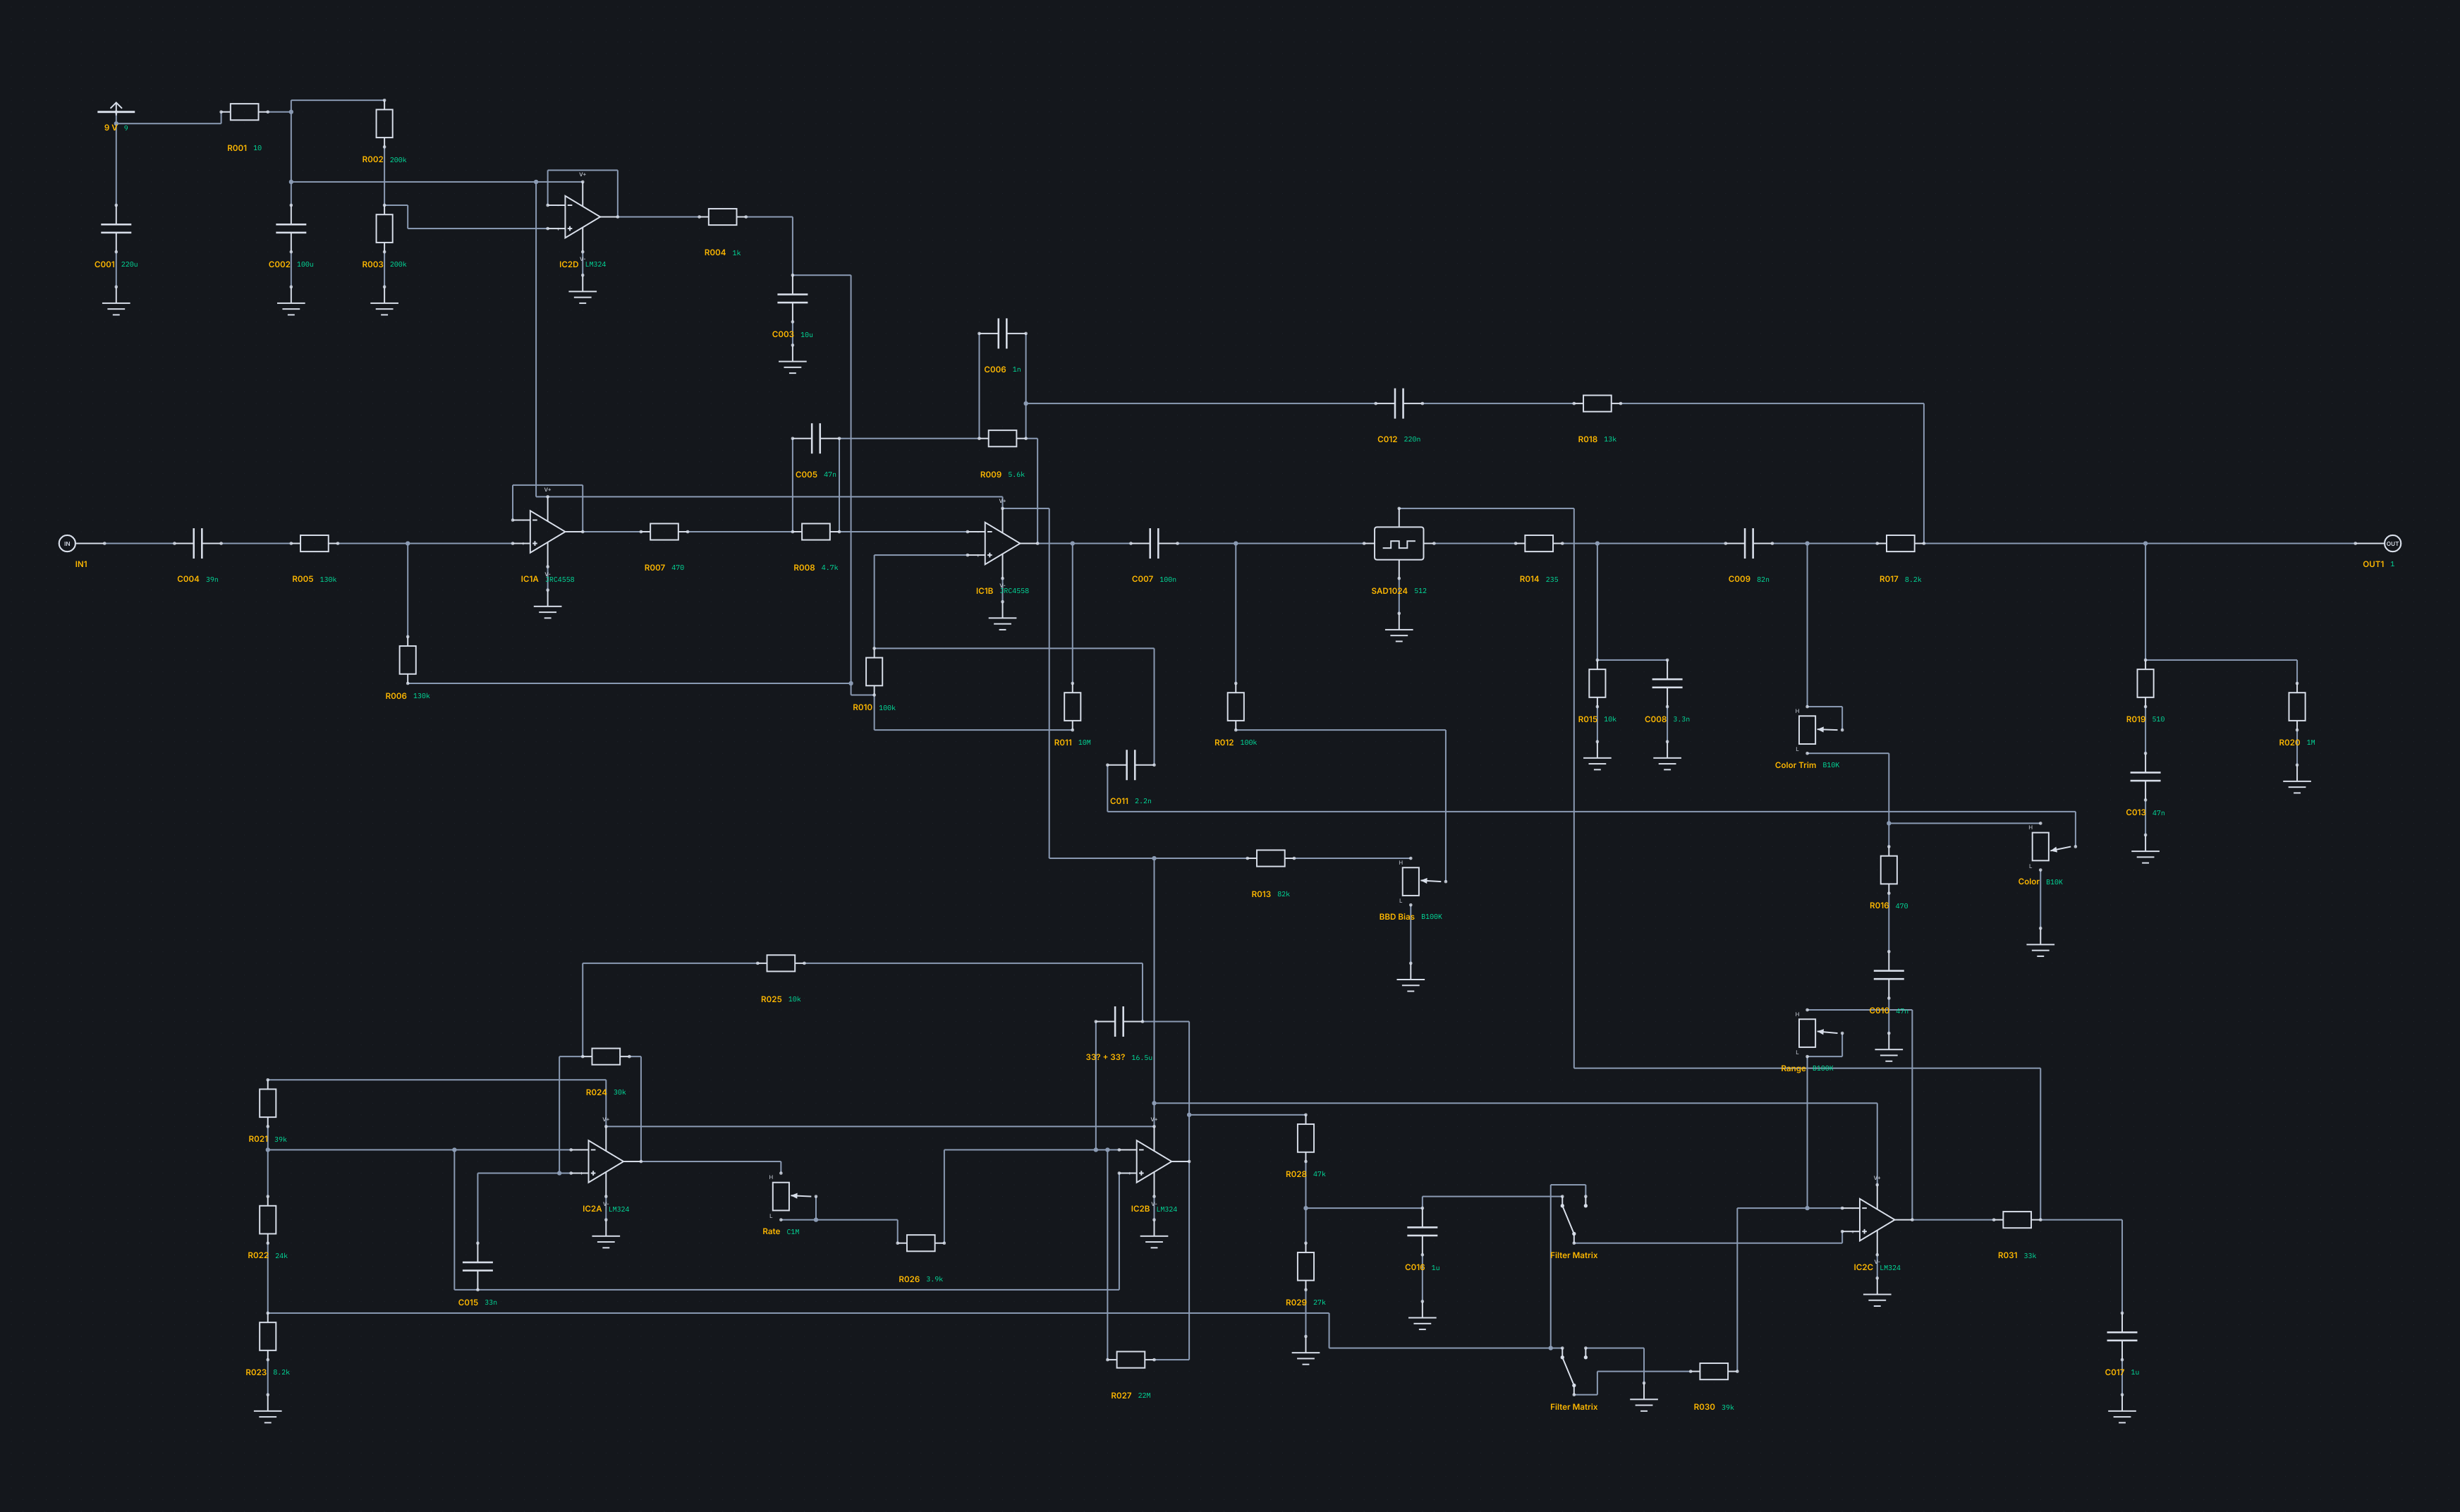 9 V 9
R001 10
R002 200k
V+
C001 220u
C002 100u
R003 200k
IC2D LM324
R004 1k
C003 10u
C006 1n
C012 220n
R018 13k
C005 47n
R009 5.6k
V+
V+
IN
OUT
IN1
C004 39n
R005 130k
IC1A JRC4558
R007 470
R008 4.7k
IC1B JRC4558
C007 100n
SAD1024 512
R014 235
C009 82n
R017 8.2k
OUT1 1
R006 130k
R010 100k
R011 10M
R012 100k
R015 10k
C008 3.3n
H
L
Color Trim B10K
R019 510
R020 1M
C011 2.2n
C013 47n
H
L
Color B10K
R013 82k
H
L
BBD Bias B100K
R016 470
R025 10k
C010 47n
33? + 33? 16.5u
H
L
Range B100K
R024 30k
V+
V+
R021 39k
R028 47k
V+
H
L
Rate C1M
IC2A LM324
IC2B LM324
R022 24k
R026 3.9k
C016 1u
Filter Matrix
IC2C LM324
R031 33k
C015 33n
R029 27k
R023 8.2k
R027 22M
Filter Matrix
R030 39k
C017 1u